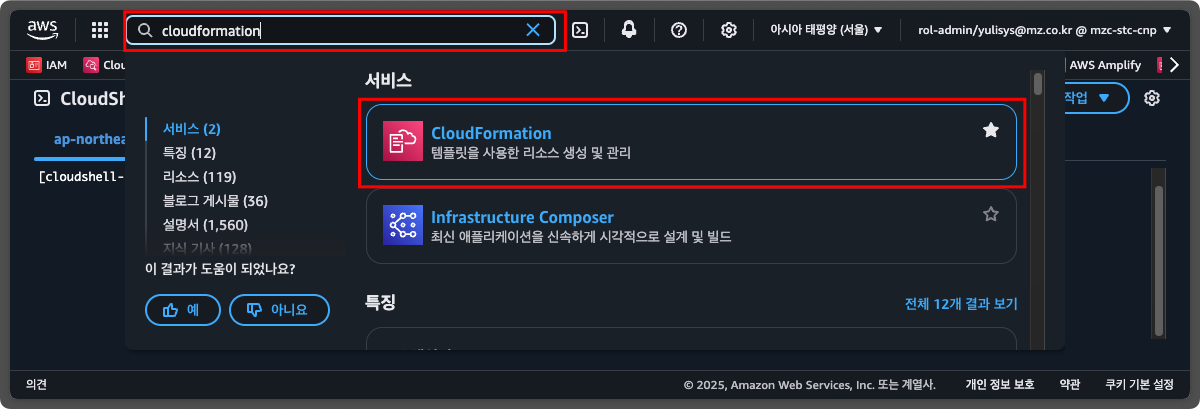 aws
cloudformation
아시아 태평양 (서울)
rol-admin/yulisys@mz.co.kr @ mzc-stc-cnp
IAM
Clou
AWS Amplify
CloudSh
작업
ap-northea
[cloudshell-
서비스 (2)
특징 (12)
리소스 (119)
블로그 게시물 (36)
설명서 (1,560)
지식 기사 (128)
이 결과가 도움이 되었나요?
예
아니요
서비스
CloudFormation
템플릿을 사용한 리소스 생성 및 관리
Infrastructure Composer
최신 애플리케이션을 신속하게 시각적으로 설계 및 빌드
특징
전체 12개 결과 보기
의견
© 2025, Amazon Web Services, Inc. 또는 계열사.
개인 정보 보호
약관
쿠키 기본 설정